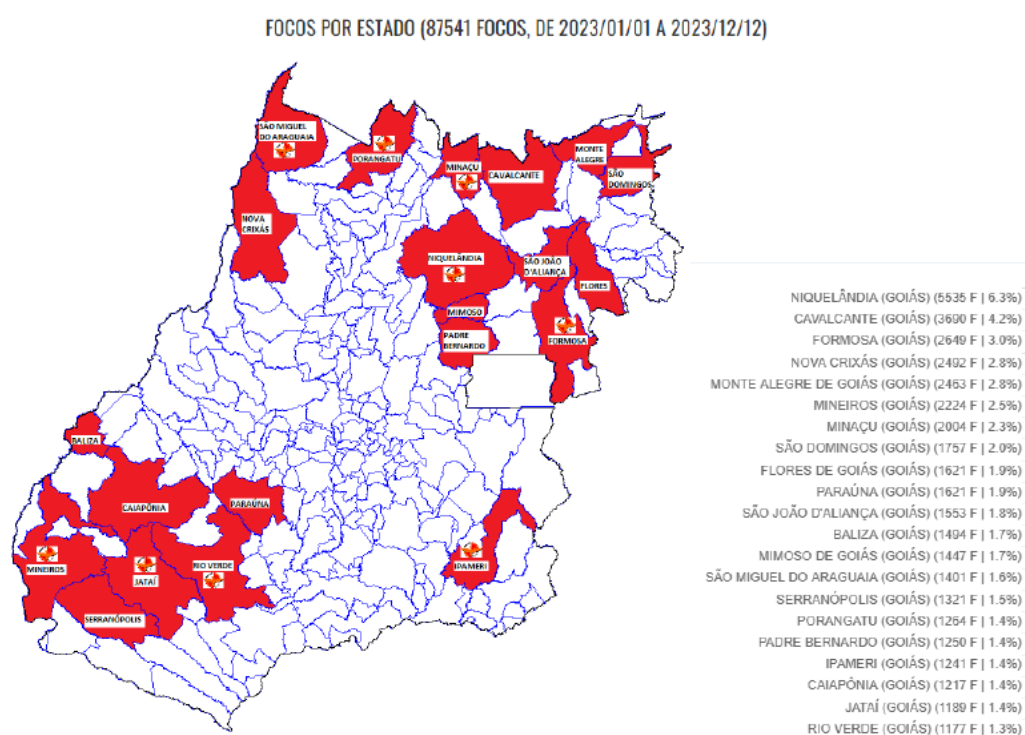 FOCOS POR ESTADO (87541 FOCOS, DE 2023/01/01 A 2023/12/12)
SÃO MIGUEL
DO ARAGUAIA
PORANGATU
MINAÇU
CAVALCANTE
MONTE
ALEGRE
SÃO
DOMINGOS
NOVA
CRIXÁS
NIQUELÂNDIA
SÃO JOÃO
D'ALIANÇA
FLORES
MIMOSO
PADRE
BERNARDO
FORMOSA
BALIZA
CAIAPÔNIA
PARAÚNA
MINEIROS
JATAÍ
RIO VERDE
IPAMERI
SERRANÓPOLIS
NIQUELÂNDIA (GOIÁS) (5535 F | 6.3%)
CAVALCANTE (GOIÁS) (3690 F | 4.2%)
FORMOSA (GOIÁS) (2649 F | 3.0%)
NOVA CRIXÁS (GOIÁS) (2492 F | 2.8%)
MONTE ALEGRE DE GOIÁS (GOIÁS) (2463 F | 2.8%)
MINEIROS (GOIÁS) (2224 F | 2.5%)
MINAÇU (GOIÁS) (2004 F | 2.3%)
SÃO DOMINGOS (GOIÁS) (1757 F | 2.0%)
FLORES DE GOIÁS (GOIÁS) (1621 F | 1.9%)
PARAÚNA (GOIÁS) (1621 F | 1.9%)
SÃO JOÃO D'ALIANÇA (GOIÁS) (1553 F | 1.8%)
BALIZA (GOIÁS) (1494 F | 1.7%)
MIMOSO DE GOIÁS (GOIÁS) (1447 F | 1.7%)
SÃO MIGUEL DO ARAGUAIA (GOIÁS) (1401 F | 1.6%)
SERRANÓPOLIS (GOIÁS) (1321 F | 1.5%)
PORANGATU (GOIÁS) (1264 F | 1.4%)
PADRE BERNARDO (GOIÁS) (1250 F | 1.4%)
IPAMERI (GOIÁS) (1241 F | 1.4%)
CAIAPÔNIA (GOIÁS) (1217 F | 1.4%)
JATAÍ (GOIÁS) (1189 F | 1.4%)
RIO VERDE (GOIÁS) (1177 F | 1.3%)